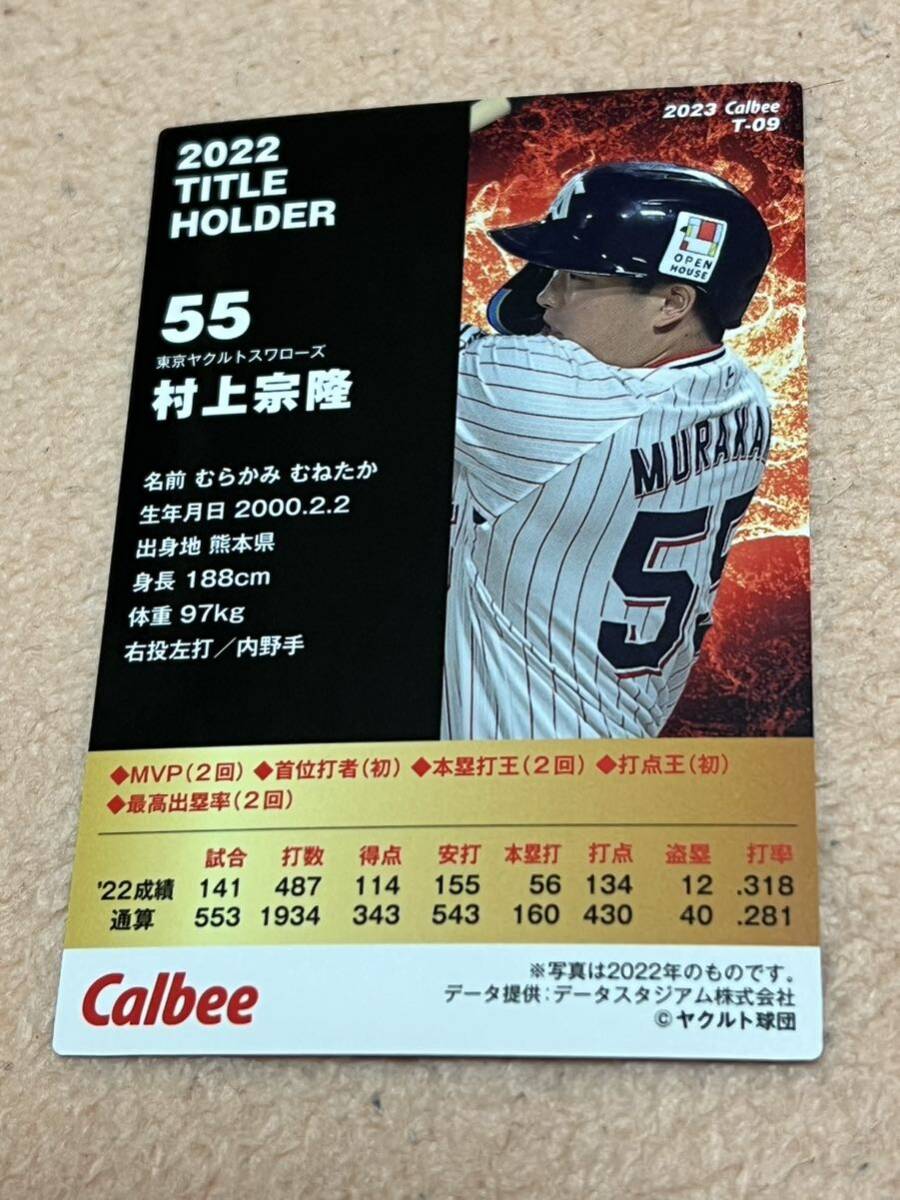 2023 Calbee
T-09
2022
TITLE
HOLDER
55
東京ヤクルトスワローズ
村上宗隆
名前 むらかみ むねたか
生年月日 2000.2.2
出身地 熊本県
身長 188cm
体重 97kg
右投左打/内野手
OPEN
HOUSE
MURAKA
55
◆MVP(2回) ◆首位打者(初) ◆本塁打王(2回) ◆打点王(初)
◆最高出塁率(2回)
試合 打数 得点 安打 本塁打 打点 盗塁 打率
'22成績 141 487 114 155 56 134 12 .318
通算 553 1934 343 543 160 430 40 .281
Calbee
※写真は2022年のものです。
データ提供:データスタジアム株式会社
©ヤクルト球団